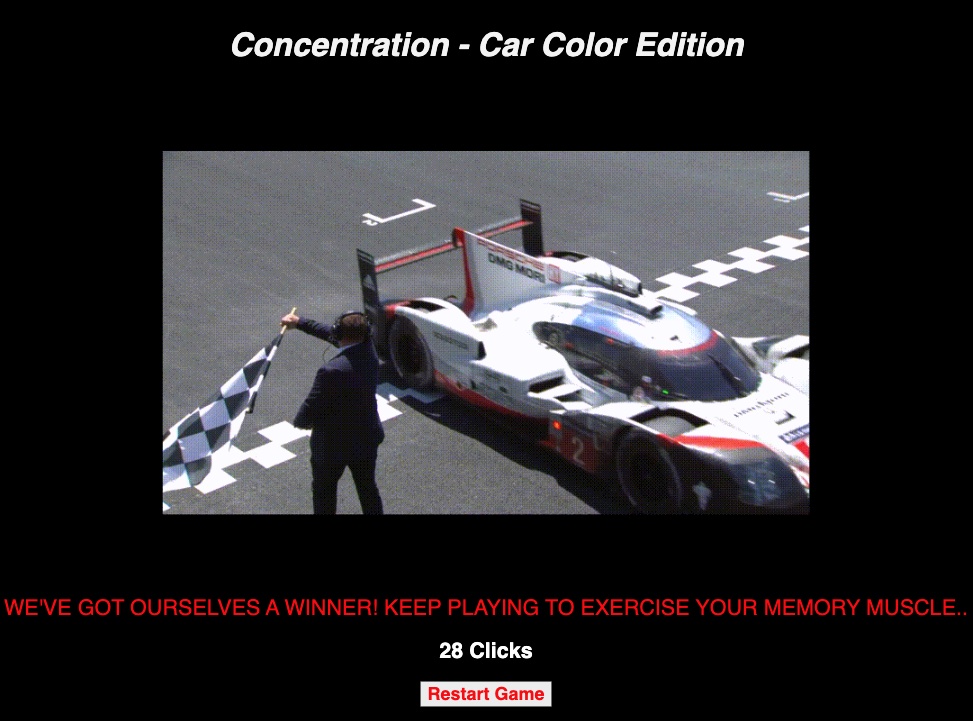 Concentration - Car Color Edition
PORSCHE
DMG MORI
2
WE'VE GOT OURSELVES A WINNER! KEEP PLAYING TO EXERCISE YOUR MEMORY MUSCLE..
28 Clicks
Restart Game